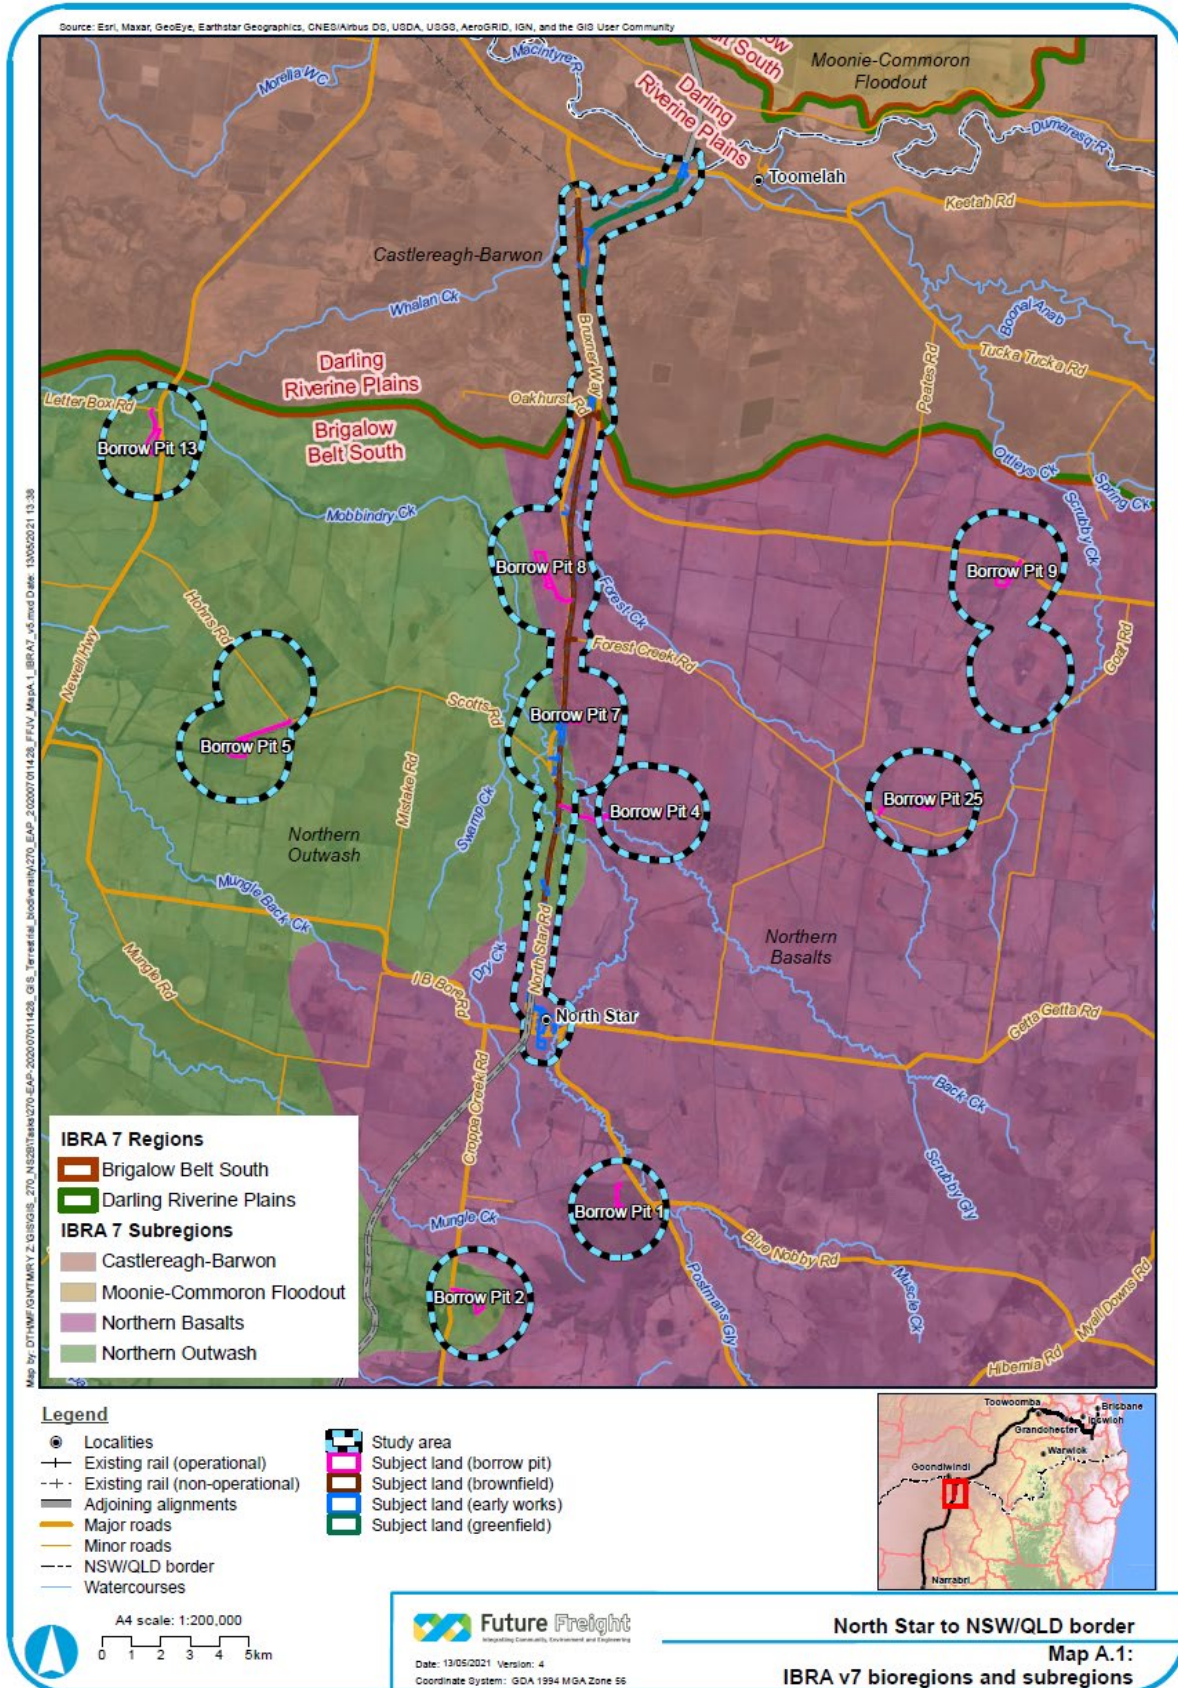 Source: Esri, Maxar, GeoEye, Earthstar Geographics, CNES/Airbus DS, USDA, USGS, AeroGRID, IGN, and the GIS User Community
Macintyre R
Morella WC
Belt South
Moonie-Commoron
Floodout
Darling
Riverine Plains
Dumaresq R
Toomelah
Keetah Rd
Castlereagh-Barwon
Whalan Ck
Boonal Anab
Bruxner Way
Tucka Tucka Rd
Peates Rd
Darling
Riverine Plains
Letter Box Rd
Oakhurst Rd
Brigalow
Belt South
Borrow Pit 13
Ottleys Ck
Spring Ck
Scrubby Ck
Mobbindry Ck
Borrow Pit 8
Borrow Pit 9
Forest Ck
Hohns Rd
Goat Rd
Newell Hwy
Forest Creek Rd
Scotts Rd
Borrow Pit 7
Borrow Pit 5
Mistake Rd
Borrow Pit 25
Borrow Pit 4
Swamp Ck
Northern
Outwash
Mungle Back Ck
North Star Rd
Northern
Basalts
Mungle Rd
Dry Ck
I B Bore Rd
North Star
Getta Getta Rd
Croppa Creek Rd
Back Ck
Scrubby Gly
Borrow Pit 1
Mungle Ck
Blue Nobby Rd
Postmans Gly
Muscle Ck
Myall Downs Rd
Borrow Pit 2
Hibernia Rd
IBRA 7 Regions
Brigalow Belt South
Darling Riverine Plains
IBRA 7 Subregions
Castlereagh-Barwon
Moonie-Commoron Floodout
Northern Basalts
Northern Outwash
Legend
Localities
Existing rail (operational)
Existing rail (non-operational)
Adjoining alignments
Major roads
Minor roads
NSW/QLD border
Watercourses
Study area
Subject land (borrow pit)
Subject land (brownfield)
Subject land (early works)
Subject land (greenfield)
Toowoomba
Brisbane
Ipswich
Grandchester
Warwick
Goondiwindi
Narrabri
A4 scale: 1:200,000
0 1 2 3 4 5km
Future Freight
Integrating Community, Environment and Engineering
Date: 13/05/2021 Version: 4
Coordinate System: GDA 1994 MGA Zone 56
North Star to NSW/QLD border
Map A.1:
IBRA v7 bioregions and subregions